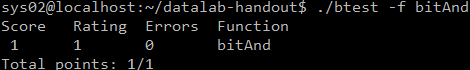 sys02@localhost:~/datalab-handout$ ./btest -f bitAnd
Score Rating Errors Function
1 1 0 bitAnd
Total points: 1/1